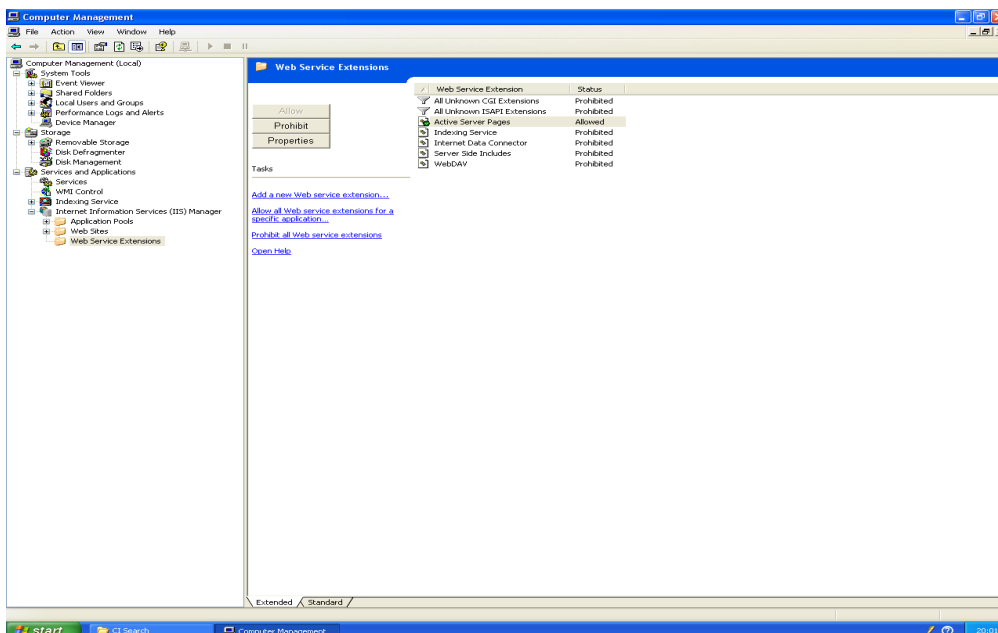 Computer Management
File Action View Window Help
Computer Management (Local)
System Tools
Event Viewer
Shared Folders
Local Users and Groups
Performance Logs and Alerts
Device Manager
Storage
Removable Storage
Disk Defragmenter
Disk Management
Services and Applications
Services
WMI Control
Indexing Service
Internet Information Services (IIS) Manager
Application Pools
Web Sites
Web Service Extensions
Web Service Extensions
Allow
Prohibit
Properties
Tasks
Add a new Web service extension...
Allow all Web service extensions for a
specific application...
Prohibit all Web service extensions
Open Help
Web Service Extension Status
All Unknown CGI Extensions Prohibited
All Unknown ISAPI Extensions Prohibited
Active Server Pages Allowed
Indexing Service Prohibited
Internet Data Connector Prohibited
Server Side Includes Prohibited
WebDAV Prohibited
Extended Standard
start CI Search Computer Management 20:01